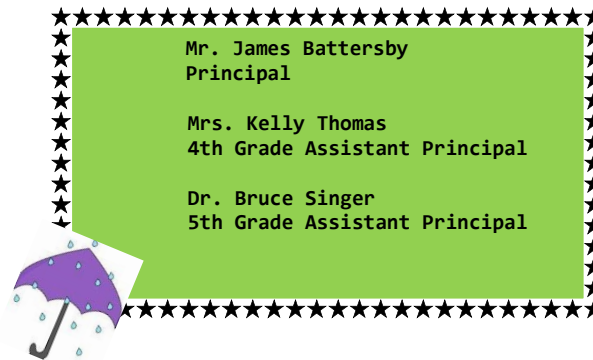 Mr. James Battersby
Principal
Mrs. Kelly Thomas
4th Grade Assistant Principal
Dr. Bruce Singer
5th Grade Assistant Principal